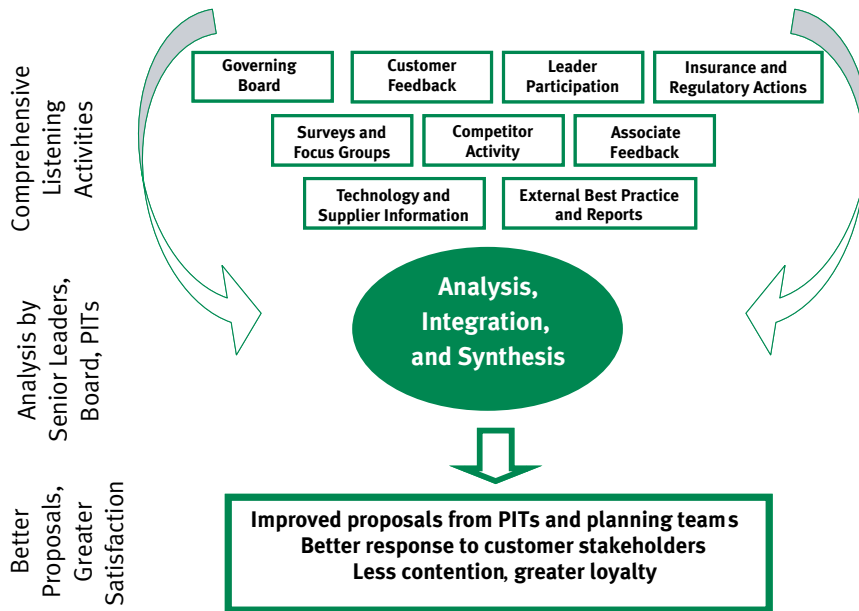 Comprehensive
Listening
Activities
Governing
Board
Customer
Feedback
Leader
Participation
Insurance and
Regulatory Actions
Surveys and
Focus Groups
Competitor
Activity
Associate
Feedback
Technology and
Supplier Information
External Best Practice
and Reports
Analysis by
Senior Leaders,
Board, PITs
Analysis,
Integration,
and Synthesis
Better
Proposals,
Greater
Satisfaction
Improved proposals from PITs and planning teams
Better response to customer stakeholders
Less contention, greater loyalty